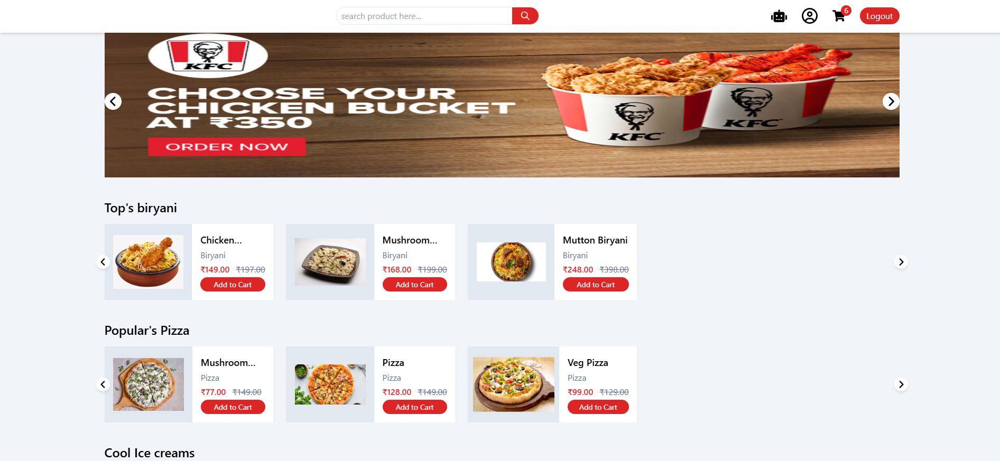 search product here...
6
Logout
KFC
CHOOSE YOUR
CHICKEN BUCKET
AT ₹350
ORDER NOW
KFC
KFC
Top's biryani
Chicken...
Biryani
₹149.00 ₹197.00
Add to Cart
Mushroom...
Biryani
₹168.00 ₹199.00
Add to Cart
Mutton Biryani
Biryani
₹248.00 ₹398.00
Add to Cart
Popular's Pizza
Mushroom...
Pizza
₹77.00 ₹149.00
Add to Cart
Pizza
Pizza
₹128.00 ₹149.00
Add to Cart
Veg Pizza
Pizza
₹99.00 ₹129.00
Add to Cart
Cool Ice creams